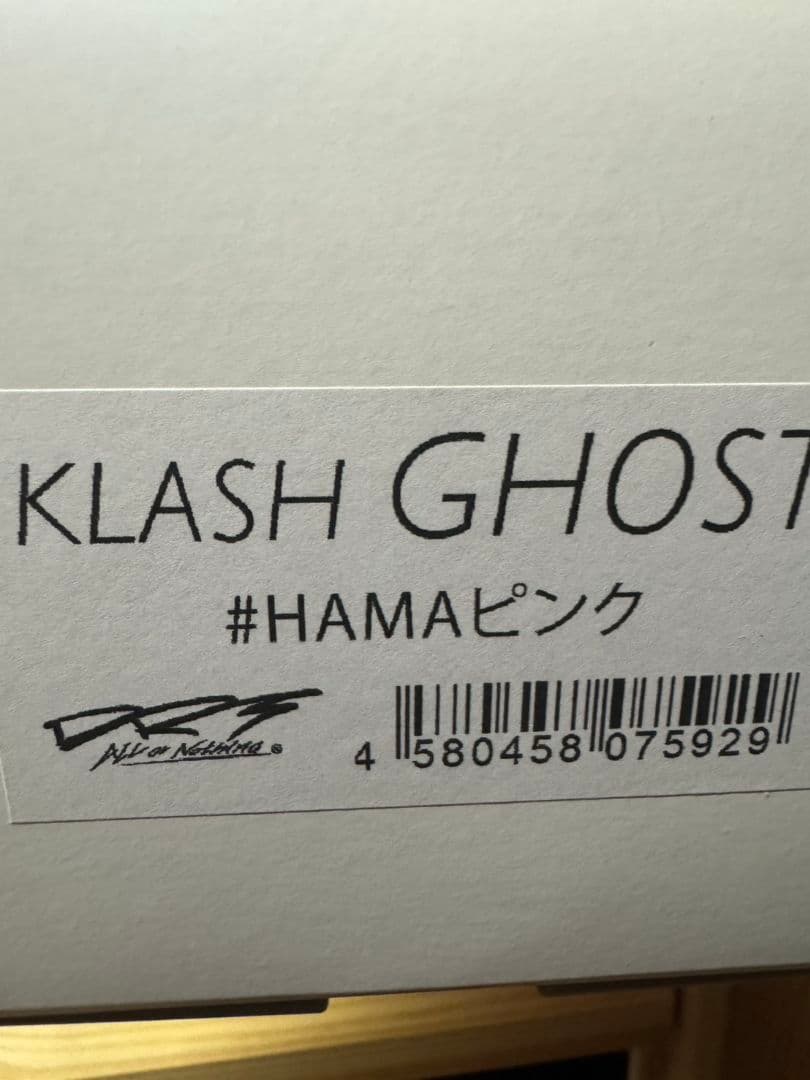 KLASH GHOST
#HAMAピンク
DRT
ALL or Nothing ®
4 580458 075929